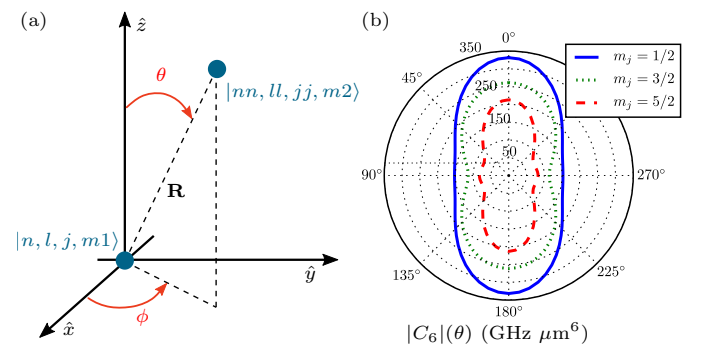 (a)
ẑ
θ
|nn, ll, jj, m2⟩
R
|n, l, j, m1⟩
ŷ
ϕ
x̂
(b)
0°
350
250
150
50
45°
90°
135°
180°
225°
270°
m_j = 1/2
m_j = 3/2
m_j = 5/2
|C_6|(θ) (GHz μm^6)